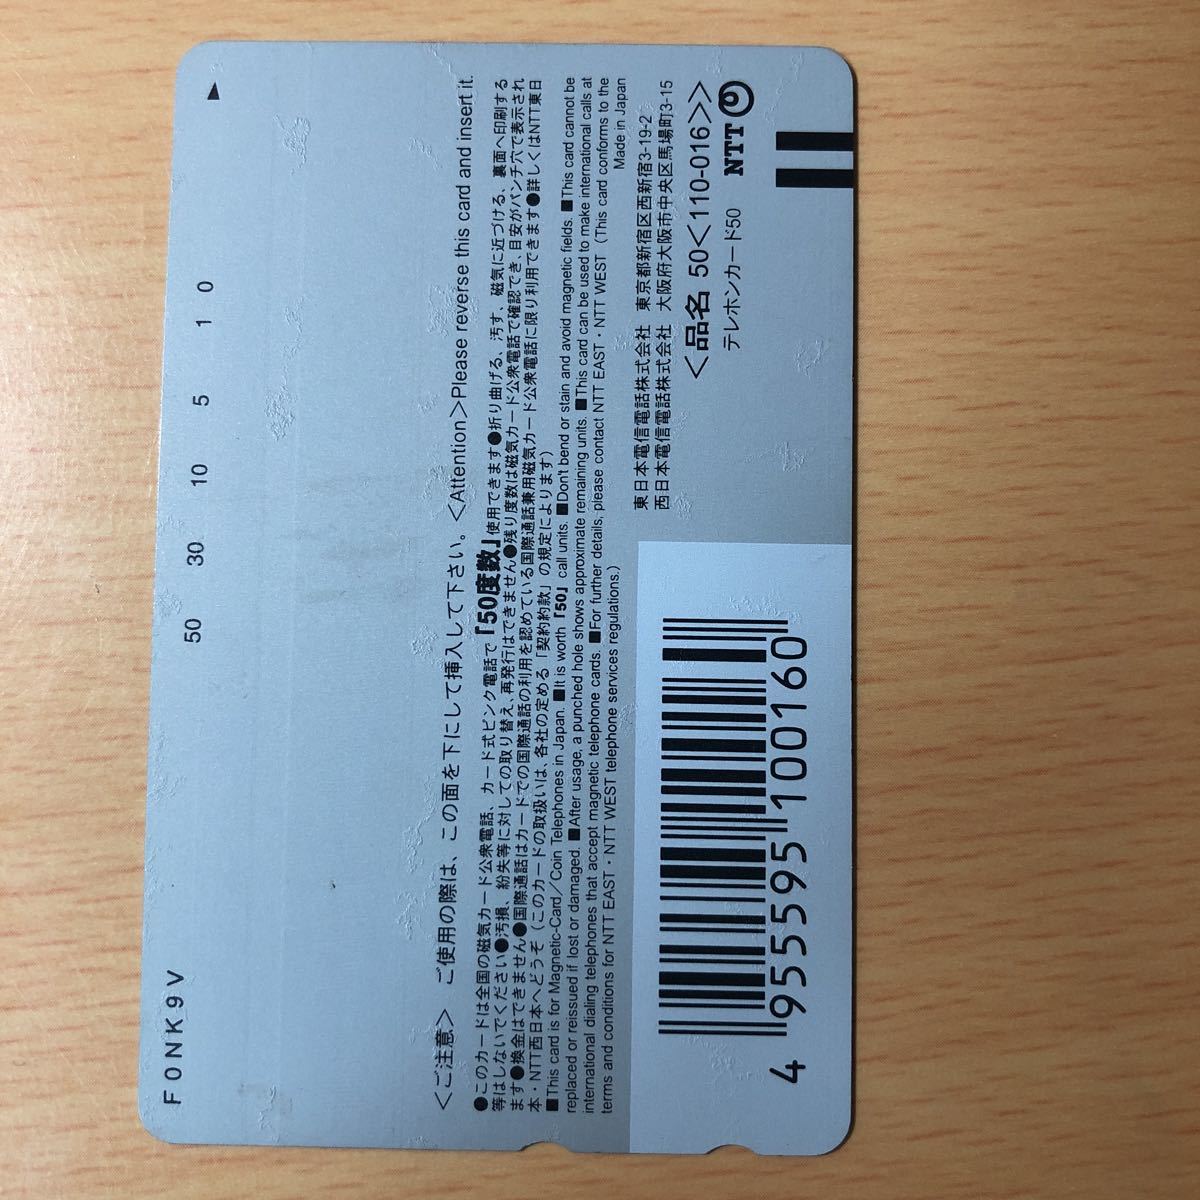 F0NK9V
50 30 10 5 1 0
<ご注意> ご使用の際は、この面を下にして挿入して下さい。<Attention>Please reverse this card and insert it.
●このカードは全国の磁気カード公衆電話、カード式ピンク電話で「50度数」使用できます●折り曲げる、汚す、磁気に近づける、裏面へ印刷する
等はしないでください●汚損、紛失等に対しての取り替え、再発行はできません●残り度数は磁気カード公衆電話で確認でき、目安がパンチ穴で表示され
ます●換金はできません●国際通話はカードでの国際通話の利用を認めている国際通話兼用磁気カード公衆電話に限り利用できます●詳しくはNTT東日
本・NTT西日本へどうぞ（このカードの取扱いは、各社の定める「契約約款」の規定によります）
■This card is for Magnetic-Card/Coin Telephones in Japan. ■It is worth「50」call units. ■Don't bend or stain and avoid magnetic fields. ■This card cannot be
replaced or reissued if lost or damaged. ■After usage, a punched hole shows approximate remaining units. ■This card can be used to make international calls at
international dialing telephones that accept magnetic telephone cards. ■For further details, please contact NTT EAST・NTT WEST（This card conforms to the
terms and conditions for NTT EAST・NTT WEST telephone services regulations.）
Made in Japan
東日本電信電話株式会社 東京都新宿区西新宿3-19-2
西日本電信電話株式会社 大阪府大阪市中央区馬場町3-15
<品名 50<110-016>>
テレホンカード50
NTT
4 955595 100160